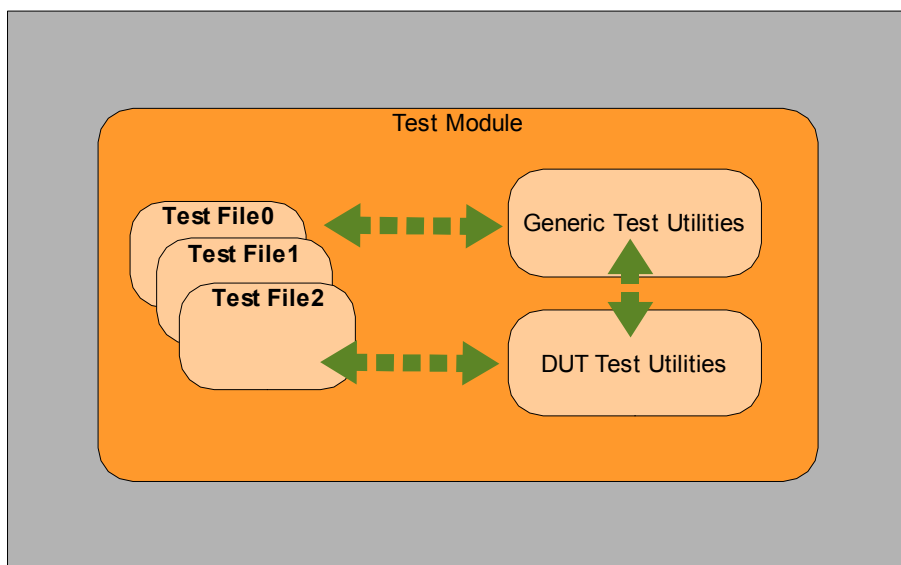 Test Module
Test File0
Test File1
Test File2
Generic Test Utilities
DUT Test Utilities